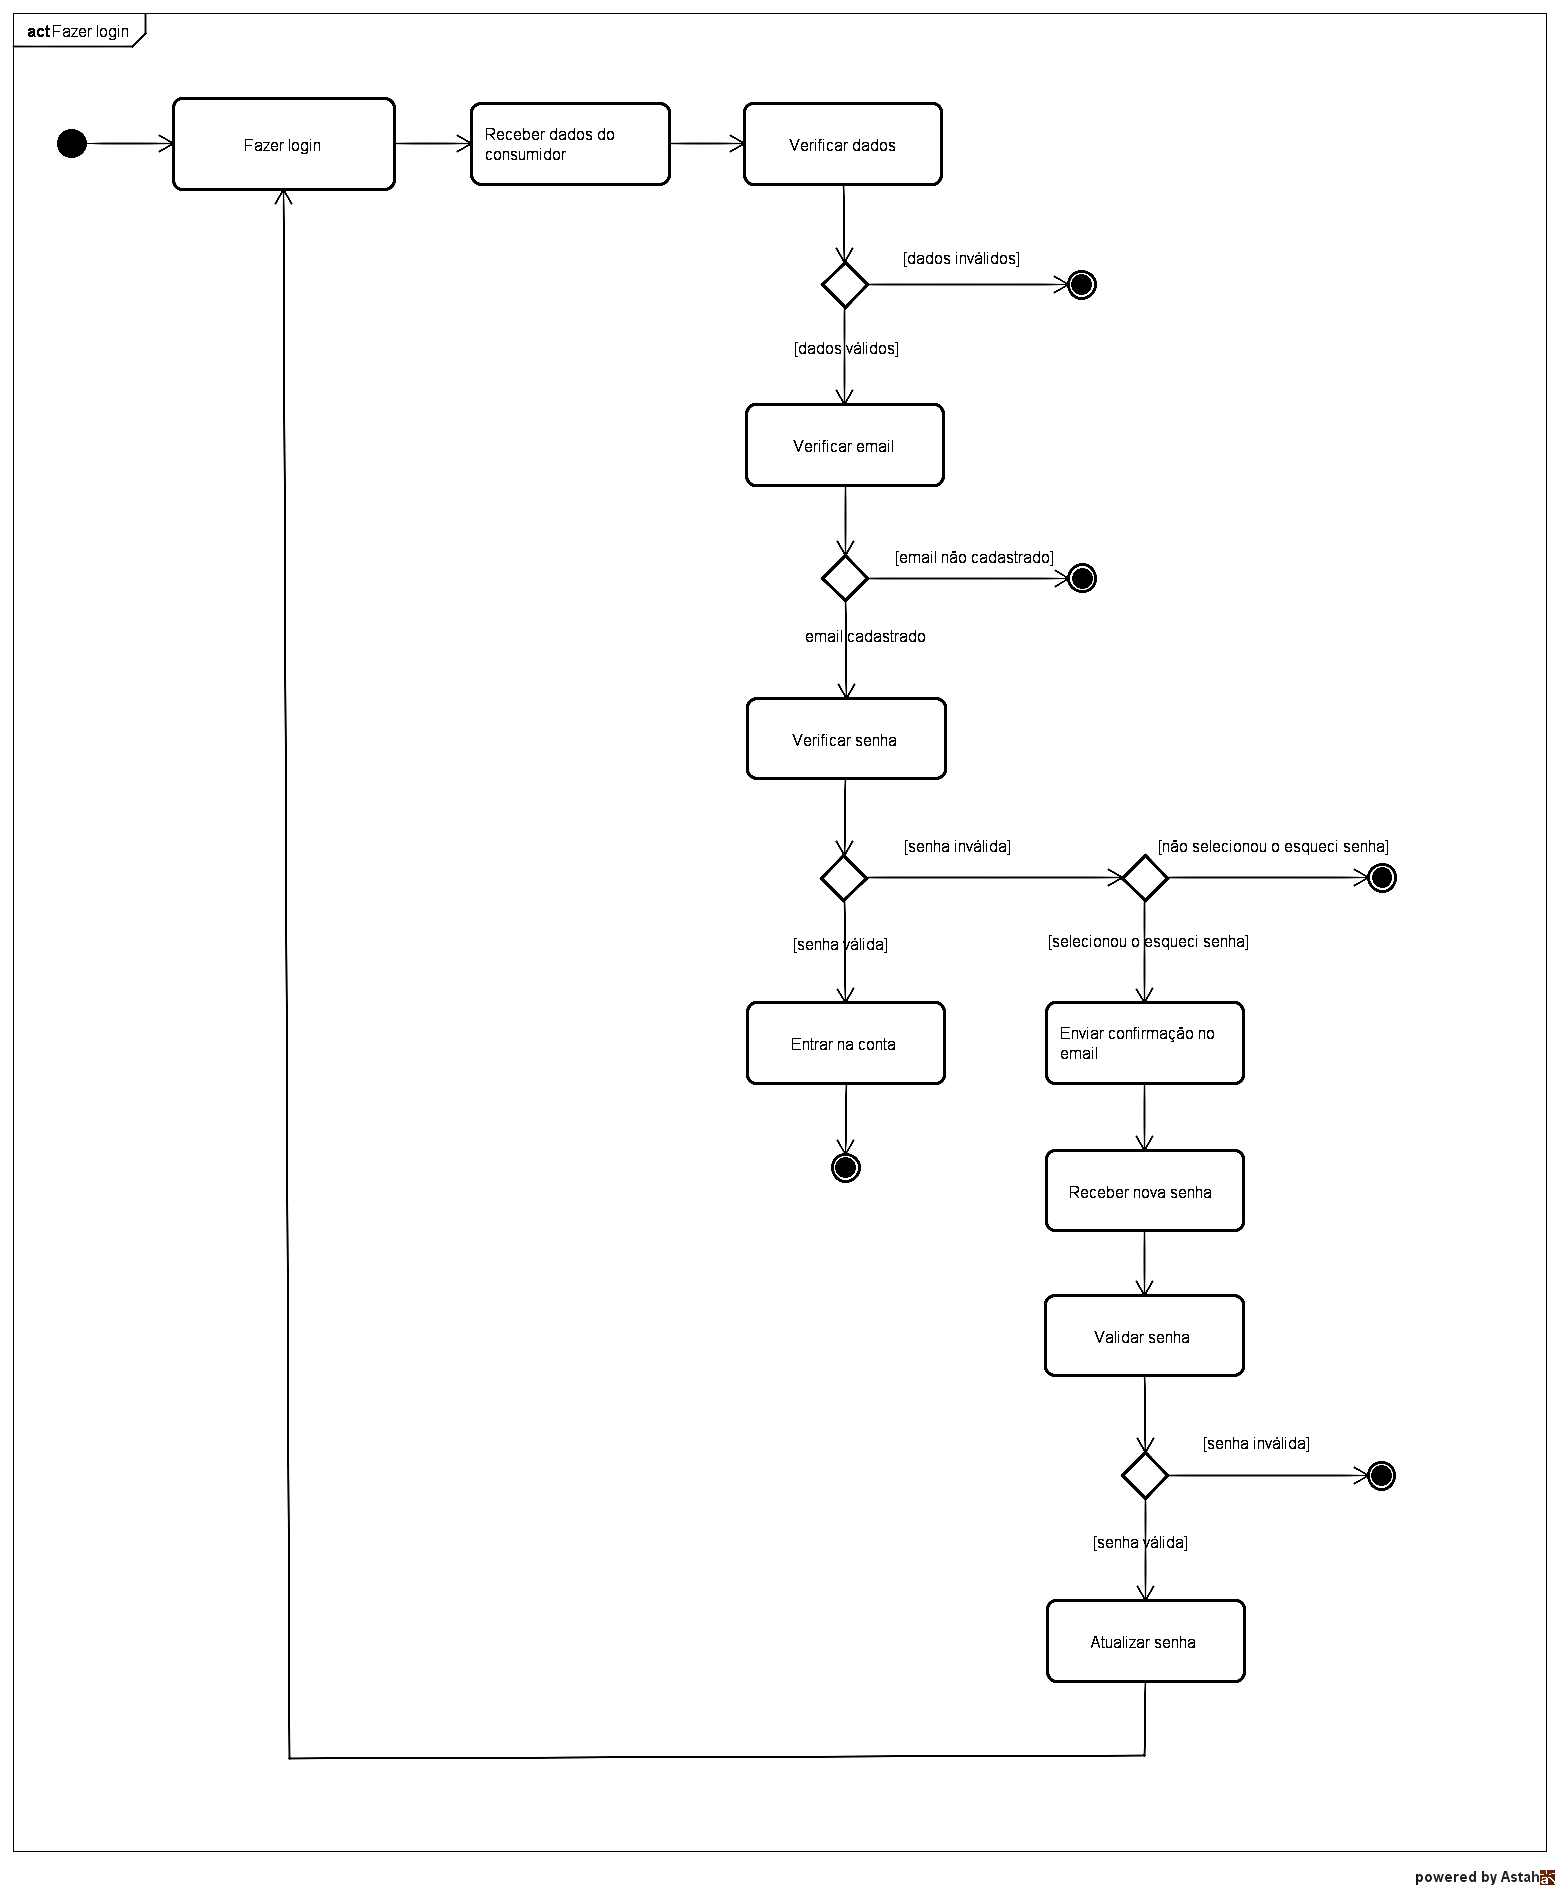 act Fazer login
Fazer login
Receber dados do
consumidor
Verificar dados
[dados inválidos]
[dados válidos]
Verificar email
[email não cadastrado]
email cadastrado
Verificar senha
[senha inválida]
[não selecionou o esqueci senha]
[senha válida]
[selecionou o esqueci senha]
Entrar na conta
Enviar confirmação no
email
Receber nova senha
Validar senha
[senha inválida]
[senha válida]
Atualizar senha
powered by Astah